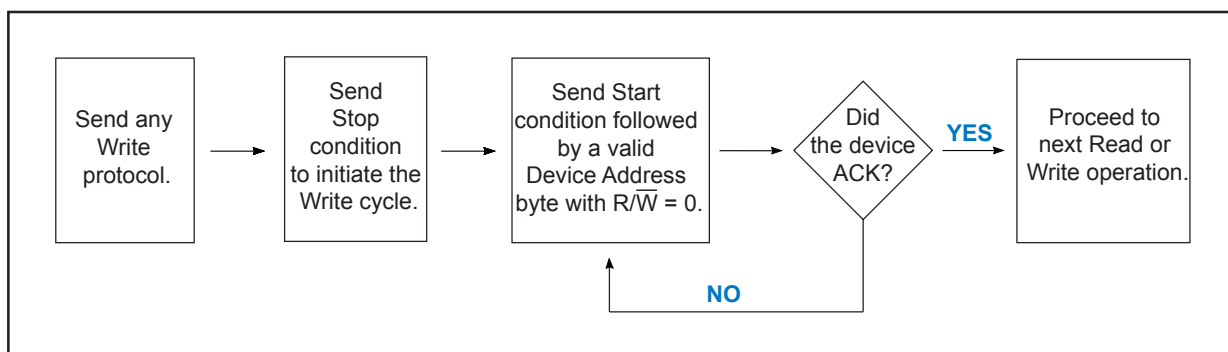 Send any
Write
protocol.
Send
Stop
condition
to initiate the
Write cycle.
Send Start
condition followed
by a valid
Device Address
byte with R/W̅ = 0.
Did
the device
ACK?
YES
NO
Proceed to
next Read or
Write operation.